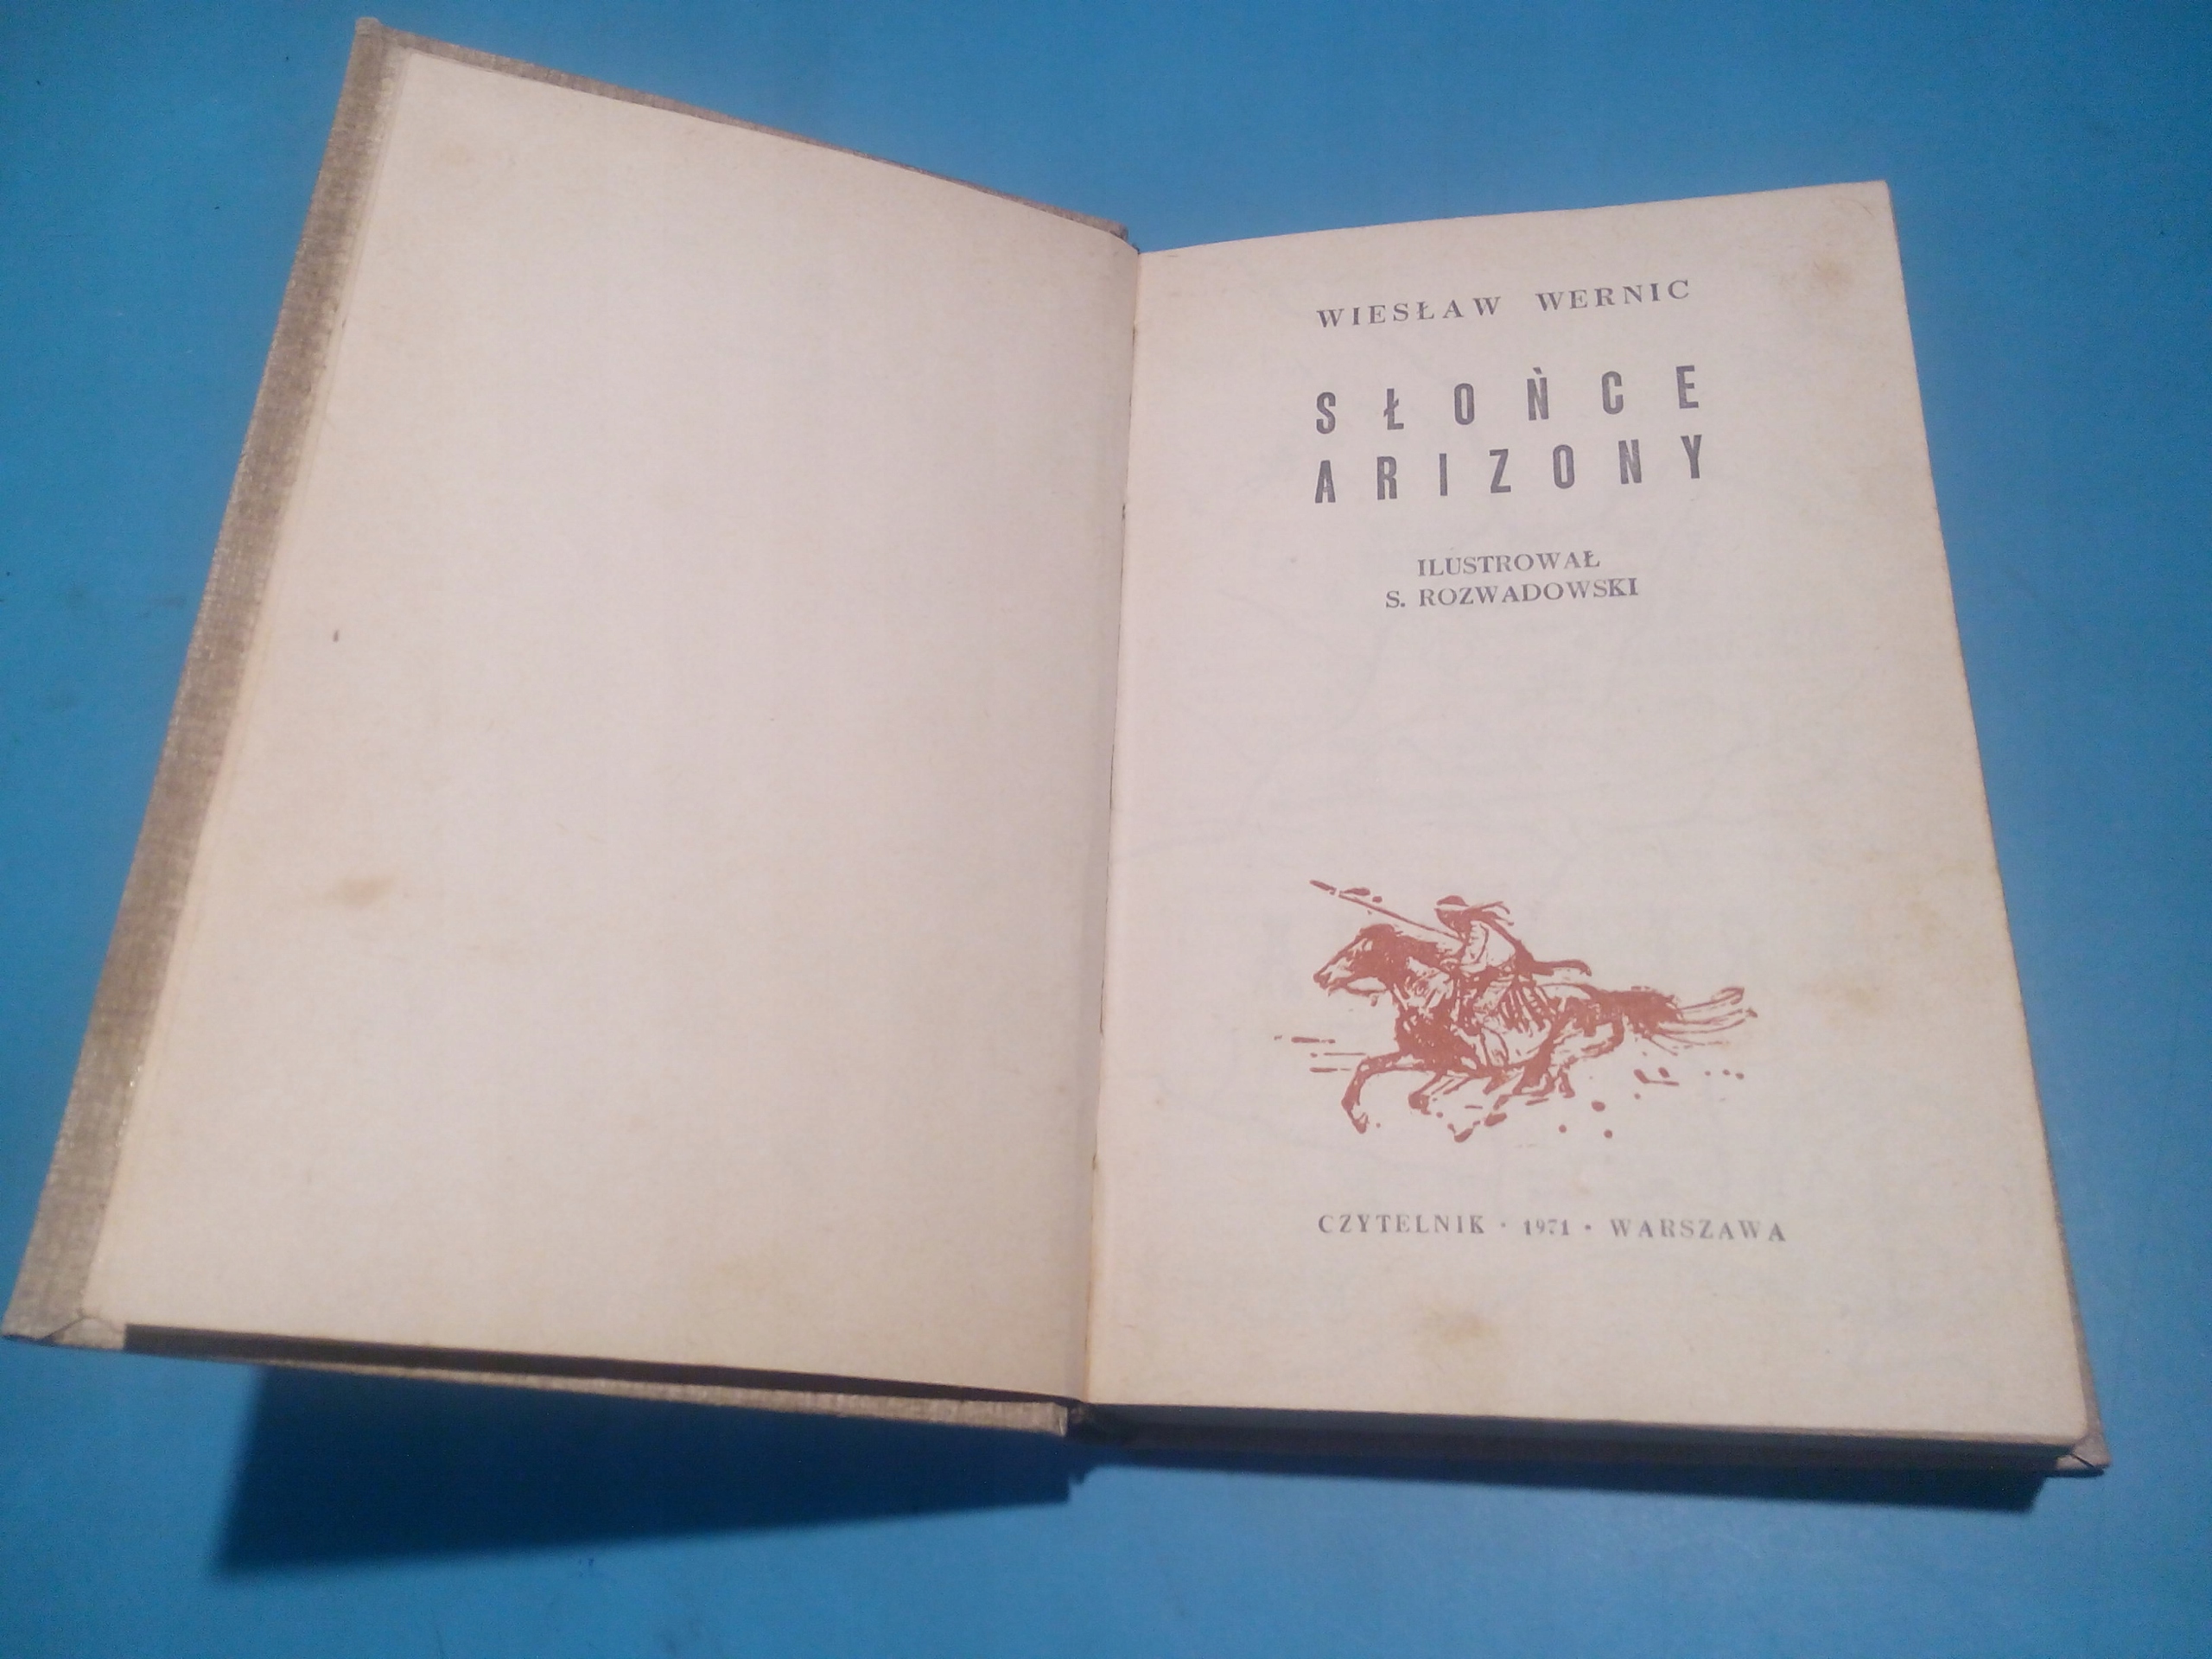 WIESŁAW WERNIC
SŁOŃCE
ARIZONY
ILUSTROWAŁ
S. ROZWADOWSKI
CZYTELNIK · 1971 · WARSZAWA